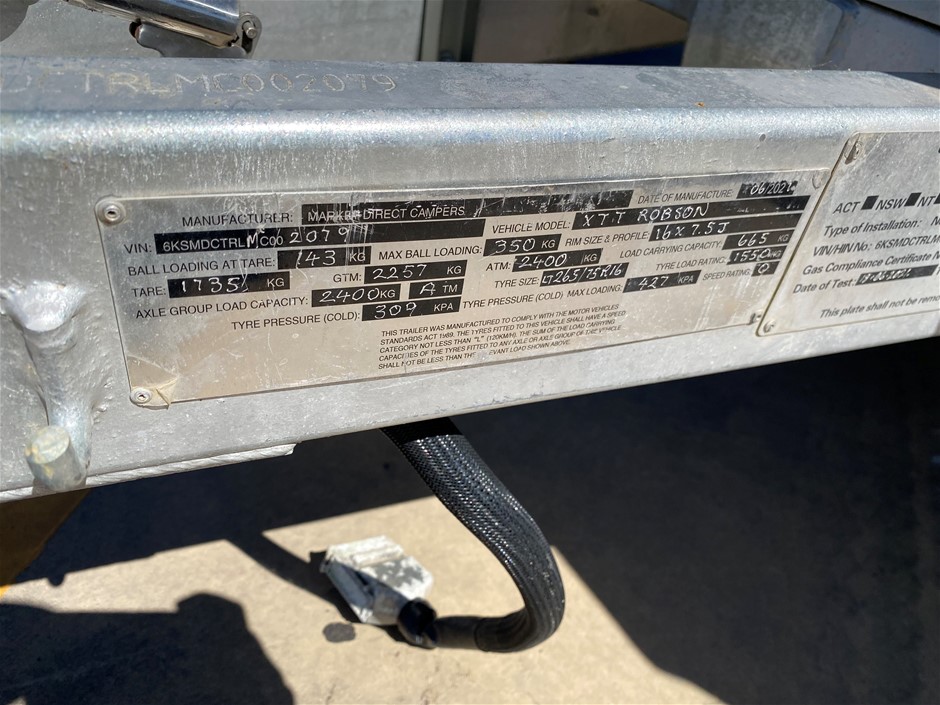 TRLMC002079
MANUFACTURER: MARKET DIRECT CAMPERS DATE OF MANUFACTURE:
VIN: 6KSMDCTRLMC00 2079 VEHICLE MODEL: XTT ROBSON
BALL LOADING AT TARE: 143 KG MAX BALL LOADING: 350 KG RIM SIZE & PROFILE: 16X7.5J
TARE: 1735 KG GTM: 2257 KG ATM: 2400 KG LOAD CARRYING CAPACITY: 665 KG
AXLE GROUP LOAD CAPACITY: 2400KG ATM TYRE SIZE: LT265/75R16 TYRE LOAD RATING: 1550KG
TYRE PRESSURE (COLD): 309 KPA TYRE PRESSURE (COLD) MAX LOADING: 427 KPA SPEED RATING: Q
THIS TRAILER WAS MANUFACTURED TO COMPLY WITH THE MOTOR VEHICLES
STANDARDS ACT 1989. THE TYRES FITTED TO THIS VEHICLE SHALL HAVE A SPEED
CATEGORY NOT LESS THAN "L" (120KM/H). THE SUM OF THE LOAD CARRYING
CAPACITIES OF THE TYRES FITTED TO ANY AXLE OR AXLE GROUP OF THE VEHICLE
SHALL NOT BE LESS THAN THE RELEVANT LOAD SHOWN ABOVE.
ACT NSW NT
Type of Installation:
VIN/HIN No: 6KSMDCTRLM
Gas Compliance Certificate
Date of Test:
This plate shall not be remo